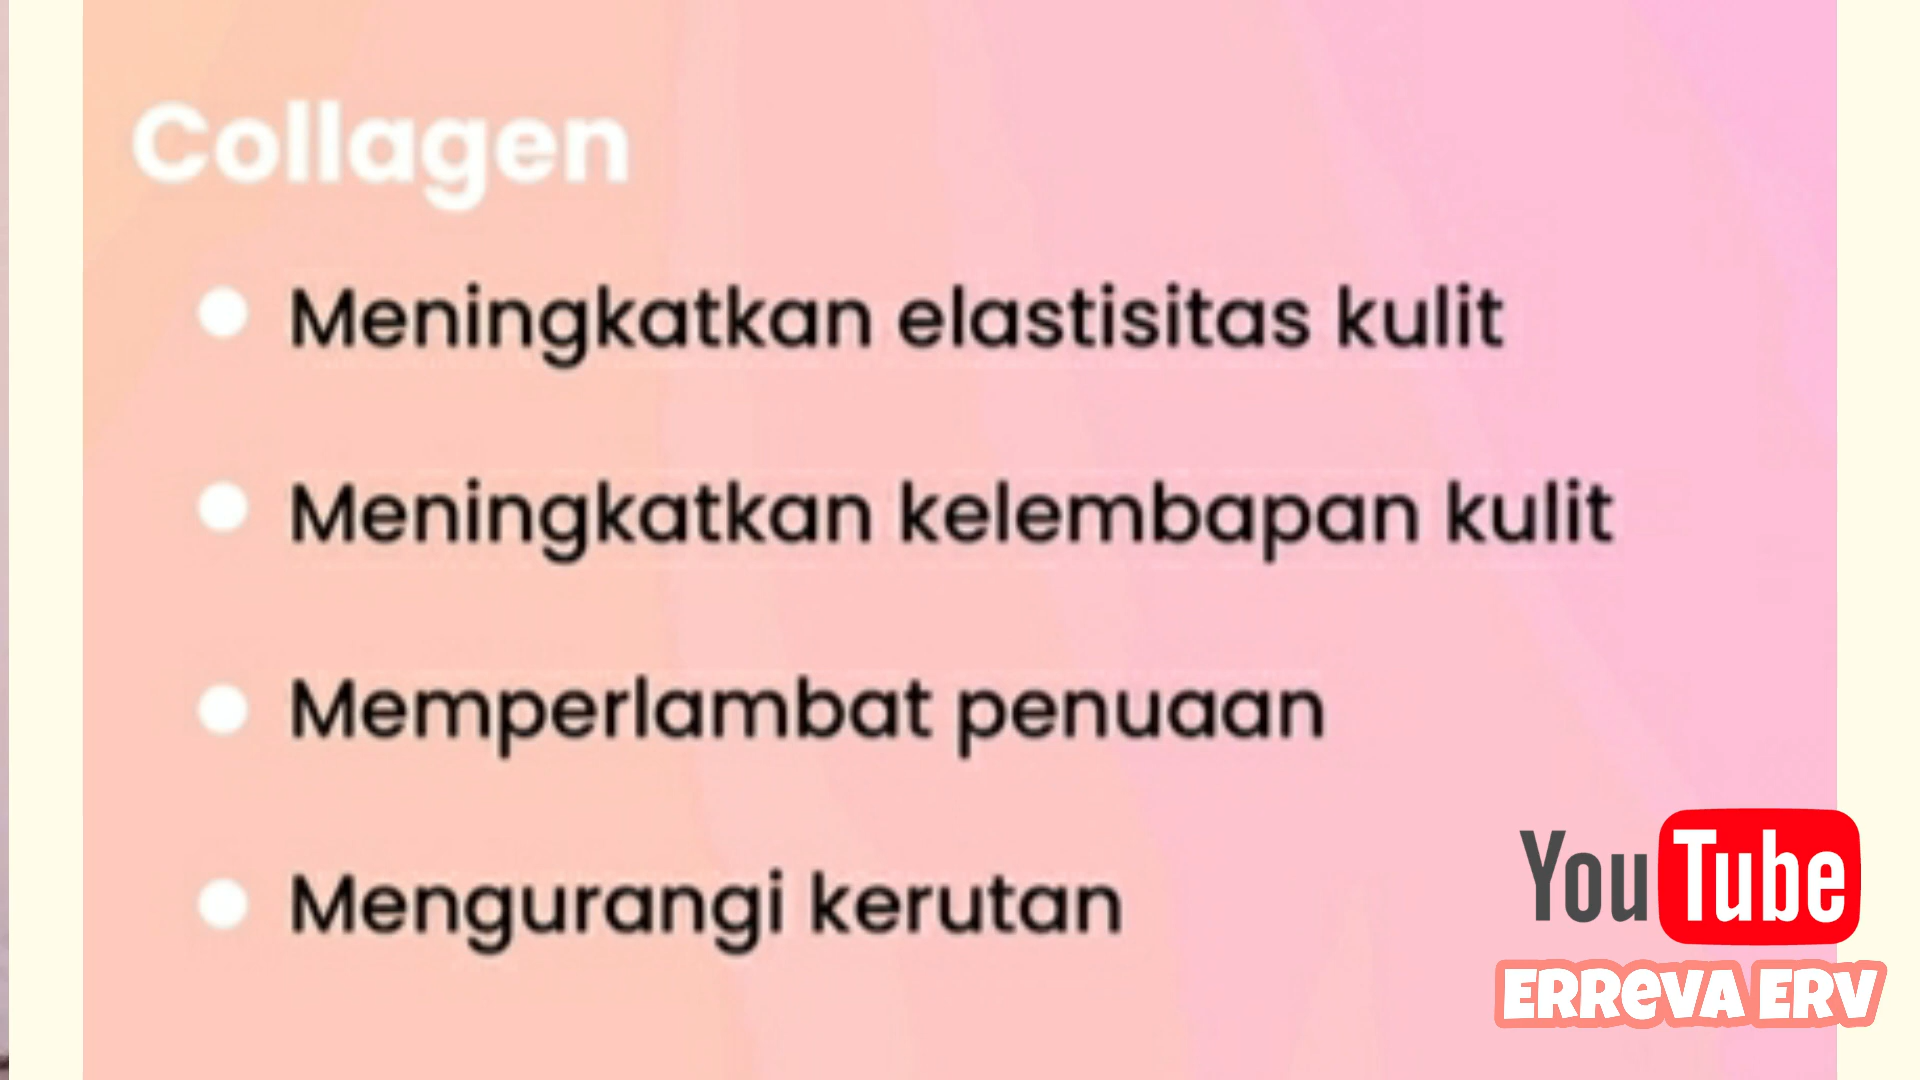 Collagen
Meningkatkan elastisitas kulit
Meningkatkan kelembapan kulit
Memperlambat penuaan
Mengurangi kerutan
YouTube
ERReVA ERV